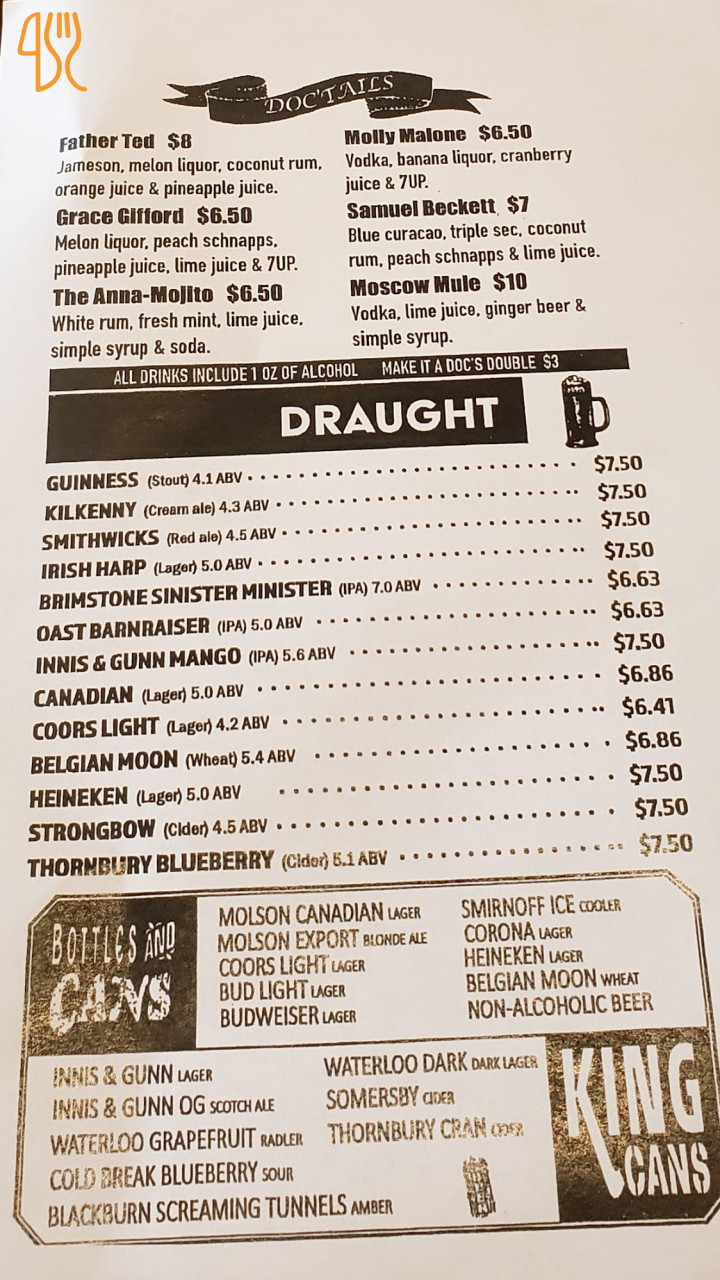 DOC'TAILS
Father Ted $8
Jameson, melon liquor, coconut rum,
orange juice & pineapple juice.
Grace Gifford $6.50
Melon liquor, peach schnapps,
pineapple juice, lime juice & 7UP.
The Anna-Mojito $6.50
White rum, fresh mint, lime juice,
simple syrup & soda.
Molly Malone $6.50
Vodka, banana liquor, cranberry
juice & 7UP.
Samuel Beckett $7
Blue curacao, triple sec, coconut
rum, peach schnapps & lime juice.
Moscow Mule $10
Vodka, lime juice, ginger beer &
simple syrup.
ALL DRINKS INCLUDE 1 OZ OF ALCOHOL MAKE IT A DOC'S DOUBLE $3
DRAUGHT
GUINNESS (Stout) 4.1 ABV $7.50
KILKENNY (Cream ale) 4.3 ABV $7.50
SMITHWICKS (Red ale) 4.5 ABV $7.50
IRISH HARP (Lager) 5.0 ABV $7.50
BRIMSTONE SINISTER MINISTER (IPA) 7.0 ABV $6.63
OAST BARNRAISER (IPA) 5.0 ABV $6.63
INNIS & GUNN MANGO (IPA) 5.6 ABV $7.50
CANADIAN (Lager) 5.0 ABV $6.86
COORS LIGHT (Lager) 4.2 ABV $6.41
BELGIAN MOON (Wheat) 5.4 ABV $6.86
HEINEKEN (Lager) 5.0 ABV $7.50
STRONGBOW (Cider) 4.5 ABV $7.50
THORNBURY BLUEBERRY (Cider) 5.1 ABV $7.50
BOTTLES AND
CANS
MOLSON CANADIAN LAGER
MOLSON EXPORT BLONDE ALE
COORS LIGHT LAGER
BUD LIGHT LAGER
BUDWEISER LAGER
SMIRNOFF ICE COOLER
CORONA LAGER
HEINEKEN LAGER
BELGIAN MOON WHEAT
NON-ALCOHOLIC BEER
INNIS & GUNN LAGER
INNIS & GUNN OG SCOTCH ALE
WATERLOO GRAPEFRUIT RADLER
COLD BREAK BLUEBERRY SOUR
BLACKBURN SCREAMING TUNNELS AMBER
WATERLOO DARK DARK LAGER
SOMERSBY CIDER
THORNBURY CRAN CIDER
KING
CANS